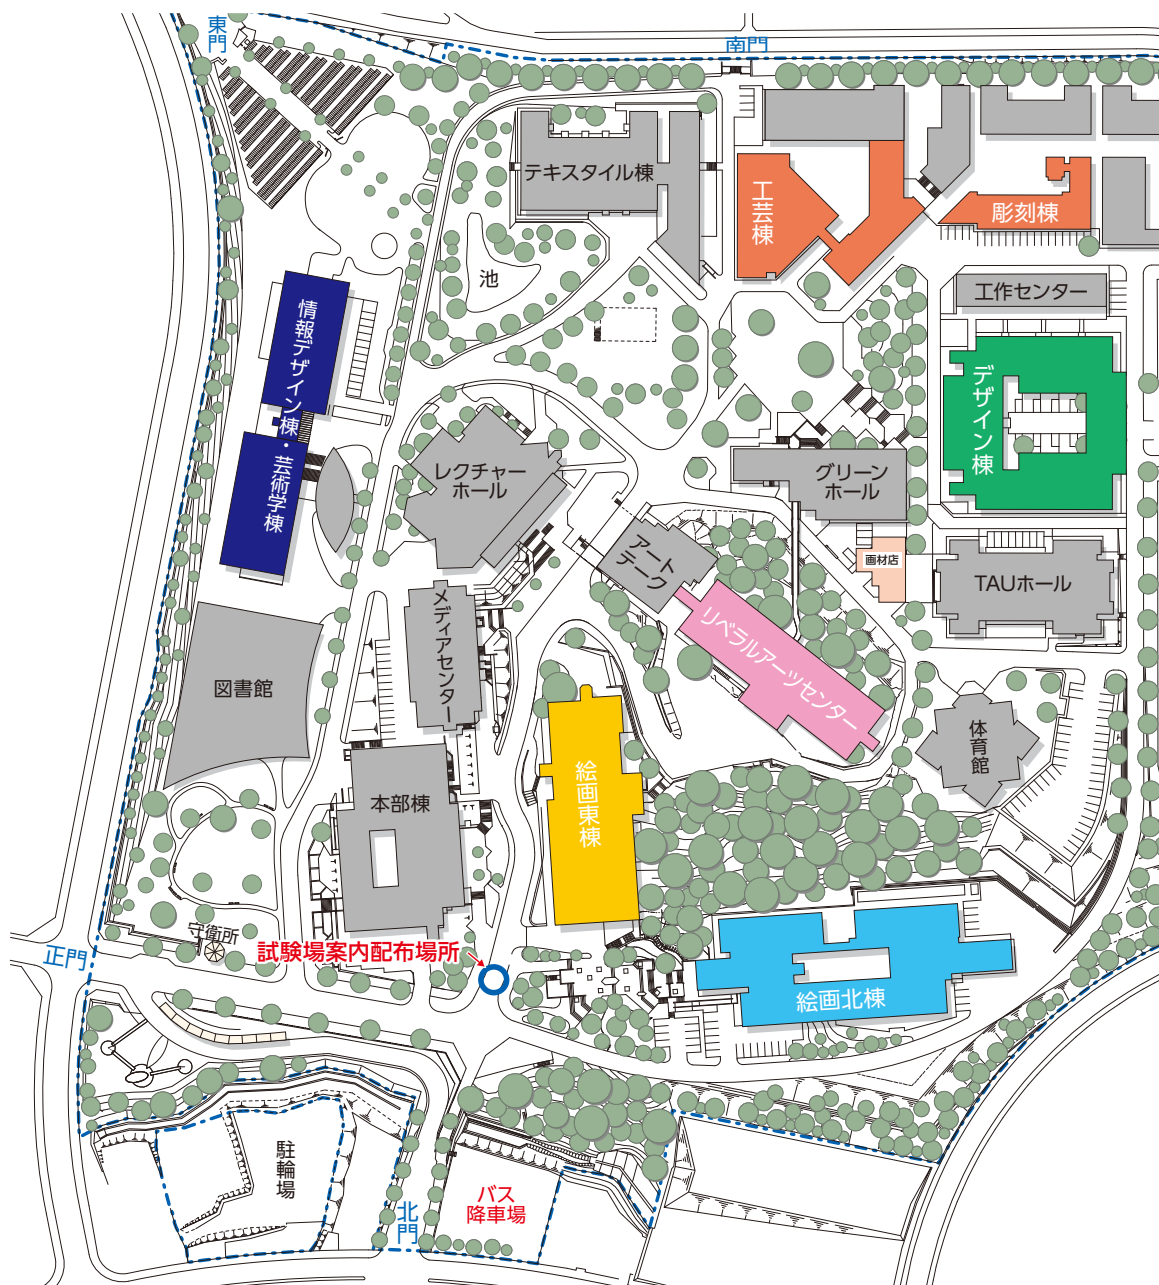 東門
南門
テキスタイル棟
工芸棟
彫刻棟
池
工作センター
情報デザイン棟・芸術学棟
デザイン棟
レクチャー
ホール
グリーン
ホール
アート
テーク
画材店
TAUホール
メディアセンター
リベラルアーツセンター
図書館
体育館
絵画東棟
本部棟
守衛所
正門
試験場案内配布場所
絵画北棟
駐輪場
北門
バス
降車場